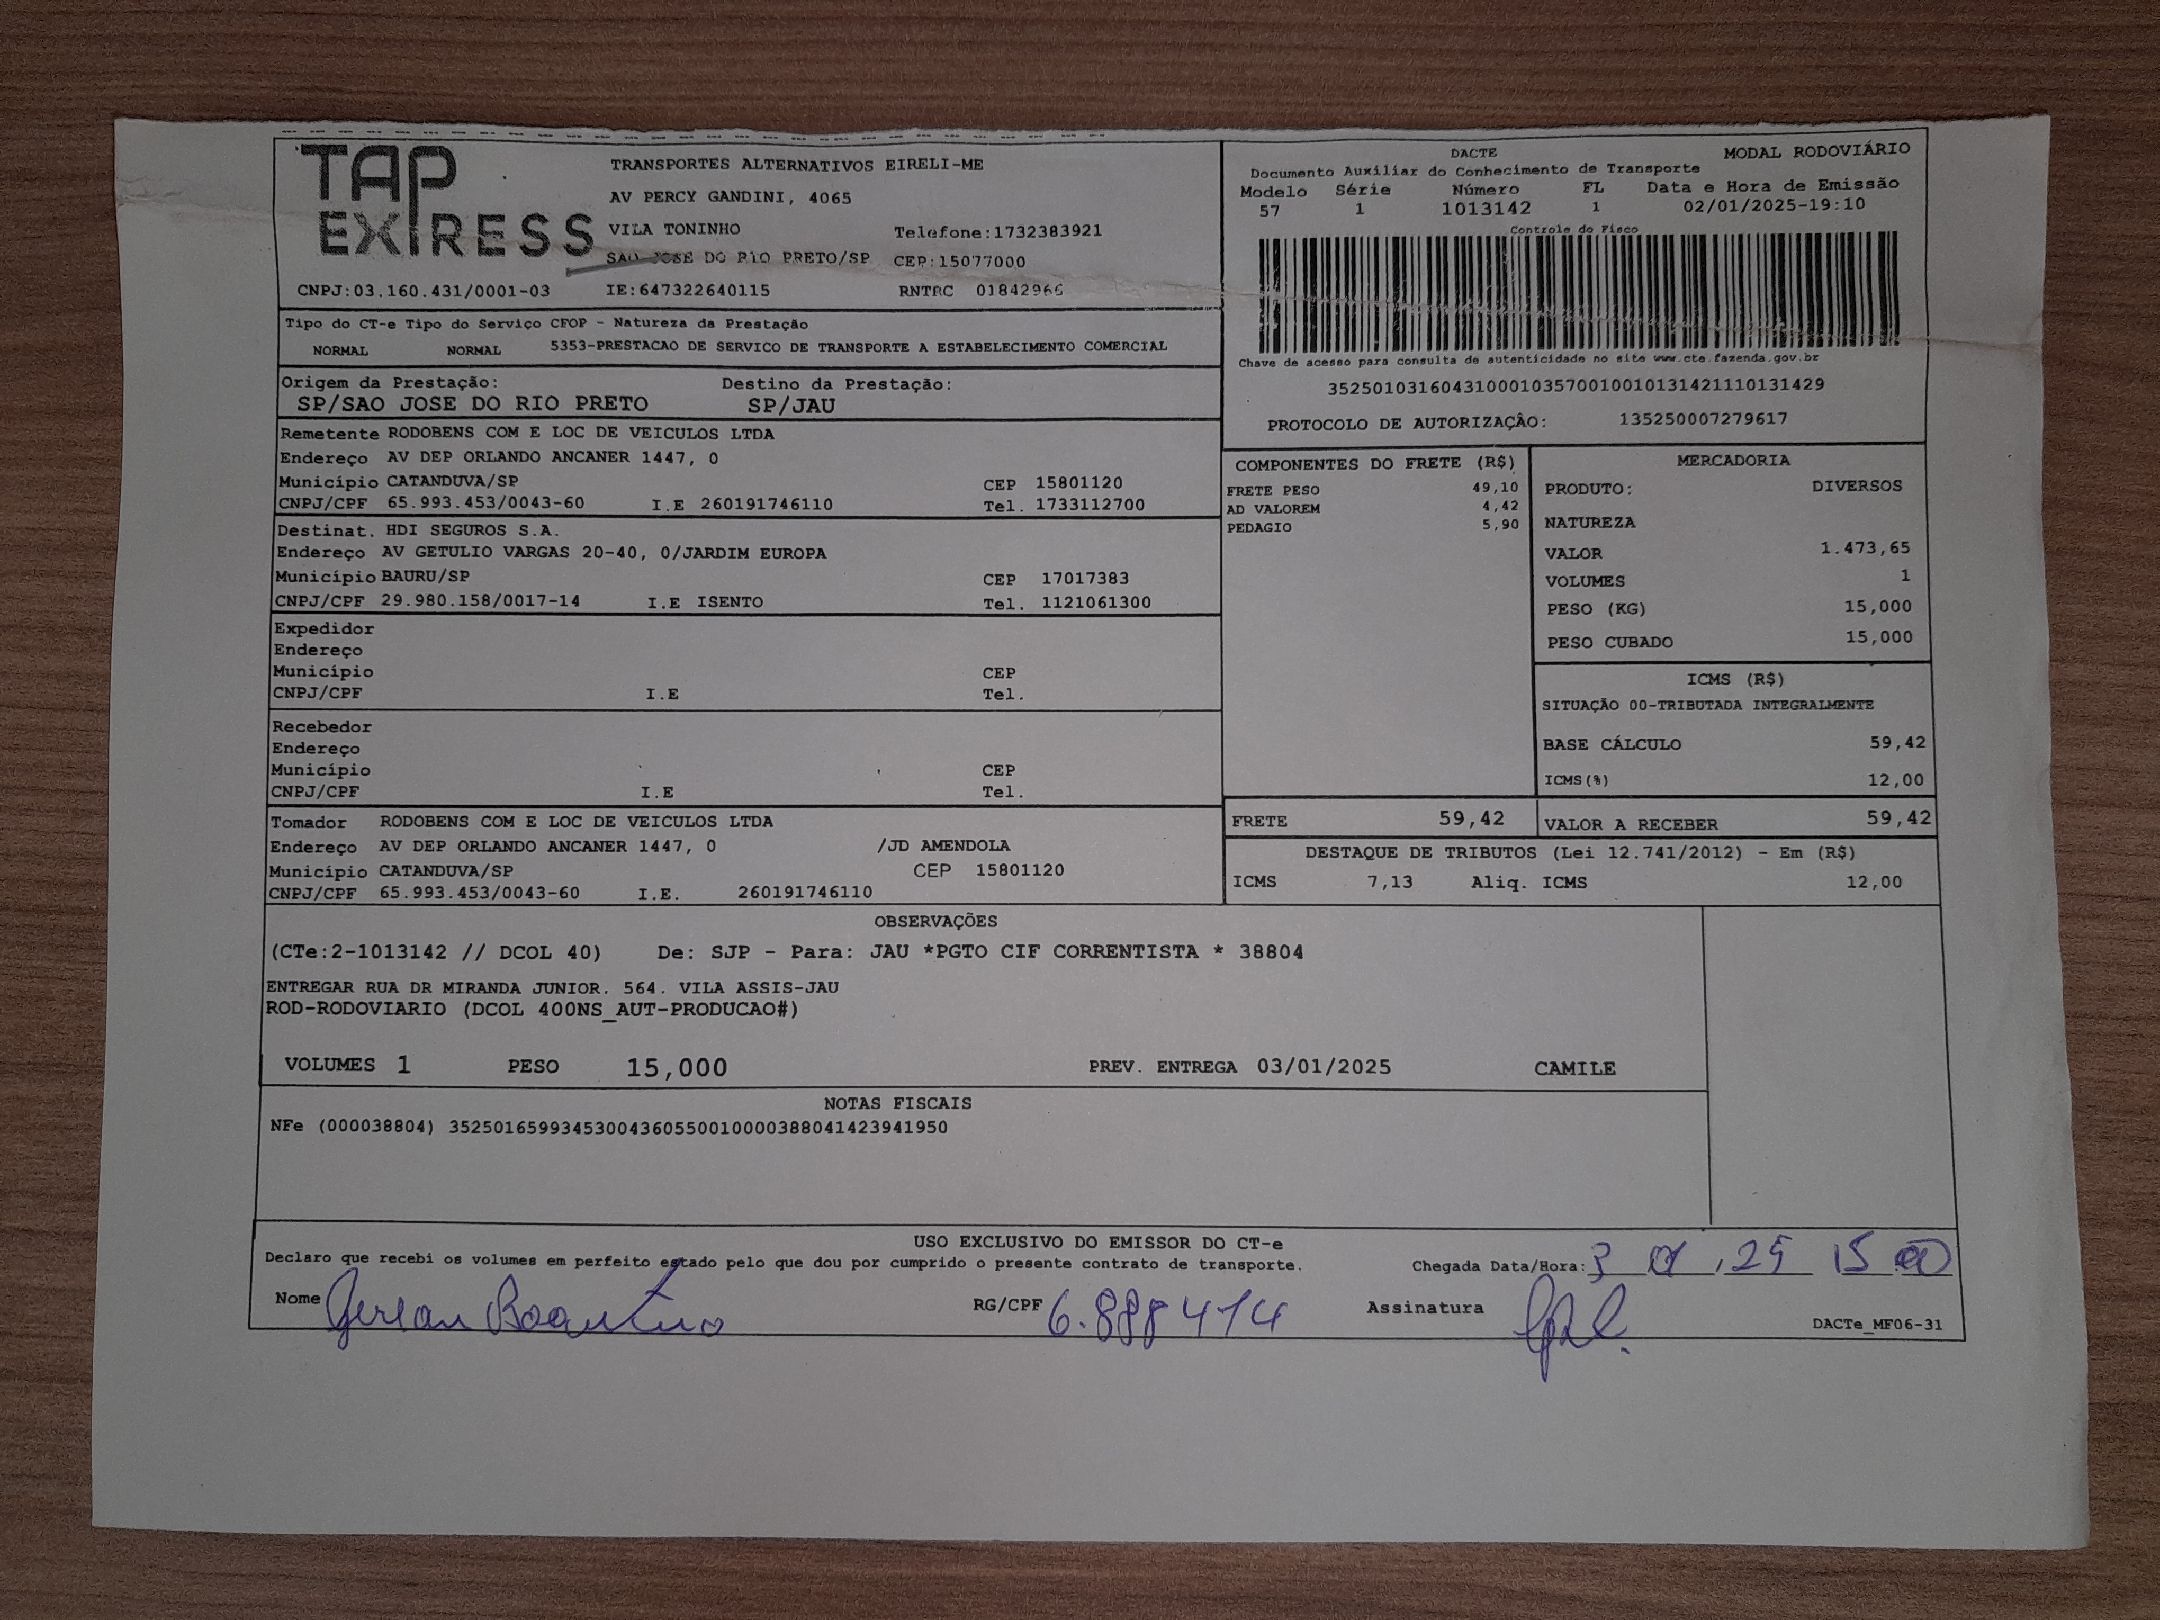 TAP EXPRESS
TRANSPORTES ALTERNATIVOS EIRELI-ME
AV PERCY GANDINI, 4065
VILA TONINHO Telefone:1732383921
SAO JOSE DO RIO PRETO/SP CEP:15077000
CNPJ:03.160.431/0001-03 IE:647322640115 RNTRC 01842966
DACTE MODAL RODOVIÁRIO
Documento Auxiliar do Conhecimento de Transporte
Modelo Série Número FL Data e Hora de Emissão
57 1 1013142 1 02/01/2025-19:10
Controle do Fisco
Chave de acesso para consulta de autenticidade no site www.cte.fazenda.gov.br
35250103160431000103570010010131421110131429
PROTOCOLO DE AUTORIZAÇÂO: 135250007279617
Tipo do CT-e Tipo do Serviço CFOP - Natureza da Prestação
NORMAL NORMAL 5353-PRESTACAO DE SERVICO DE TRANSPORTE A ESTABELECIMENTO COMERCIAL
Origem da Prestação: Destino da Prestação:
SP/SAO JOSE DO RIO PRETO SP/JAU
Remetente RODOBENS COM E LOC DE VEICULOS LTDA
Endereço AV DEP ORLANDO ANCANER 1447, 0
Município CATANDUVA/SP CEP 15801120
CNPJ/CPF 65.993.453/0043-60 I.E 260191746110 Tel. 1733112700
Destinat. HDI SEGUROS S.A.
Endereço AV GETULIO VARGAS 20-40, 0/JARDIM EUROPA
Município BAURU/SP CEP 17017383
CNPJ/CPF 29.980.158/0017-14 I.E ISENTO Tel. 1121061300
Expedidor
Endereço
Município CEP
CNPJ/CPF I.E Tel.
Recebedor
Endereço
Município CEP
CNPJ/CPF I.E Tel.
Tomador RODOBENS COM E LOC DE VEICULOS LTDA
Endereço AV DEP ORLANDO ANCANER 1447, 0 /JD AMENDOLA
Município CATANDUVA/SP CEP 15801120
CNPJ/CPF 65.993.453/0043-60 I.E. 260191746110
COMPONENTES DO FRETE (R$)
FRETE PESO 49,10
AD VALOREM 4,42
PEDAGIO 5,90
MERCADORIA
PRODUTO: DIVERSOS
NATUREZA
VALOR 1.473,65
VOLUMES 1
PESO (KG) 15,000
PESO CUBADO 15,000
ICMS (R$)
SITUAÇÃO 00-TRIBUTADA INTEGRALMENTE
BASE CÁLCULO 59,42
ICMS(%) 12,00
FRETE 59,42 VALOR A RECEBER 59,42
DESTAQUE DE TRIBUTOS (Lei 12.741/2012) - Em (R$)
ICMS 7,13 Aliq. ICMS 12,00
OBSERVAÇÕES
(CTe:2-1013142 // DCOL 40) De: SJP - Para: JAU *PGTO CIF CORRENTISTA * 38804
ENTREGAR RUA DR MIRANDA JUNIOR. 564. VILA ASSIS-JAU
ROD-RODOVIARIO (DCOL 400NS_AUT-PRODUCAO#)
VOLUMES 1 PESO 15,000 PREV. ENTREGA 03/01/2025 CAMILE
NOTAS FISCAIS
NFe (000038804) 35250165993453004360550010000388041423941950
USO EXCLUSIVO DO EMISSOR DO CT-e
Declaro que recebi os volumes em perfeito estado pelo que dou por cumprido o presente contrato de transporte.
Chegada Data/Hora: 3 01 25 15 00
Nome RG/CPF 6.888414 Assinatura
DACTe_MF06-31